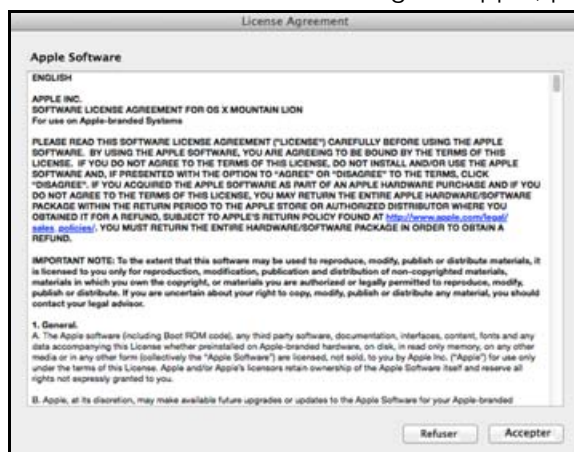 License Agreement
Apple Software
ENGLISH
APPLE INC.
SOFTWARE LICENSE AGREEMENT FOR OS X MOUNTAIN LION
For use on Apple-branded Systems
PLEASE READ THIS SOFTWARE LICENSE AGREEMENT ("LICENSE") CAREFULLY BEFORE USING THE APPLE
SOFTWARE. BY USING THE APPLE SOFTWARE, YOU ARE AGREEING TO BE BOUND BY THE TERMS OF THIS
LICENSE. IF YOU DO NOT AGREE TO THE TERMS OF THIS LICENSE, DO NOT INSTALL AND/OR USE THE APPLE
SOFTWARE AND, IF PRESENTED WITH THE OPTION TO "AGREE" OR "DISAGREE" TO THE TERMS, CLICK
"DISAGREE". IF YOU ACQUIRED THE APPLE SOFTWARE AS PART OF AN APPLE HARDWARE PURCHASE AND IF YOU
DO NOT AGREE TO THE TERMS OF THIS LICENSE, YOU MAY RETURN THE ENTIRE APPLE HARDWARE/SOFTWARE
PACKAGE WITHIN THE RETURN PERIOD TO THE APPLE STORE OR AUTHORIZED DISTRIBUTOR WHERE YOU
OBTAINED IT FOR A REFUND, SUBJECT TO APPLE'S RETURN POLICY FOUND AT http://www.apple.com/legal/
sales_policies/. YOU MUST RETURN THE ENTIRE HARDWARE/SOFTWARE PACKAGE IN ORDER TO OBTAIN A
REFUND.
IMPORTANT NOTE: To the extent that this software may be used to reproduce, modify, publish or distribute materials, it
is licensed to you only for reproduction, modification, publication and distribution of non-copyrighted materials,
materials in which you own the copyright, or materials you are authorized or legally permitted to reproduce, modify,
publish or distribute. If you are uncertain about your right to copy, modify, publish or distribute any material, you should
contact your legal advisor.
1. General.
A. The Apple software (including Boot ROM code), any third party software, documentation, interfaces, content, fonts and any
data accompanying this License whether preinstalled on Apple-branded hardware, on disk, in read only memory, on any other
media or in any other form (collectively the "Apple Software") are licensed, not sold, to you by Apple Inc. ("Apple") for use only
under the terms of this License. Apple and/or Apple's licensors retain ownership of the Apple Software itself and reserve all
rights not expressly granted to you.
B. Apple, at its discretion, may make available future upgrades or updates to the Apple Software for your Apple-branded
Refuser Accepter